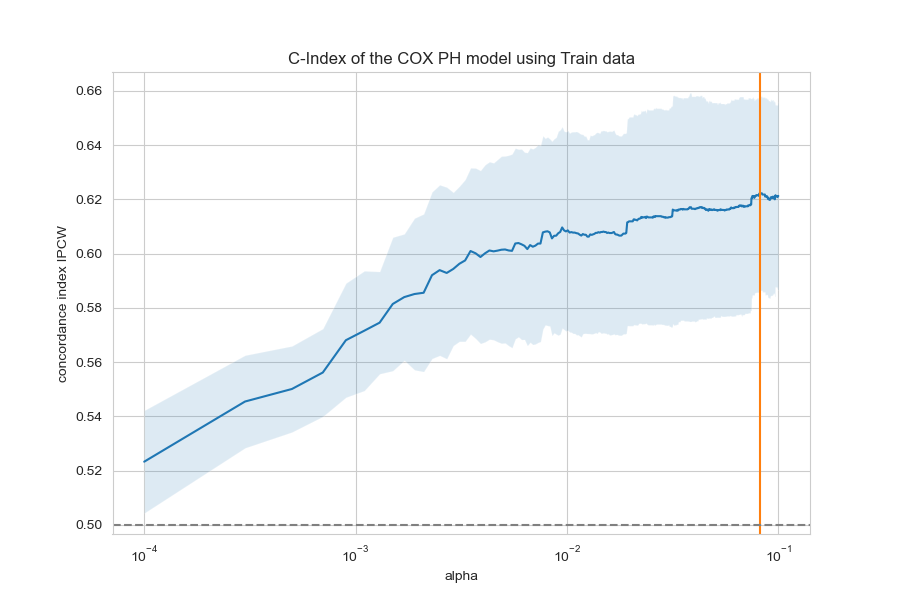 C-Index of the COX PH model using Train data
concordance index IPCW
0.66
0.64
0.62
0.60
0.58
0.56
0.54
0.52
0.50
10⁻⁴ 10⁻³ 10⁻² 10⁻¹
alpha